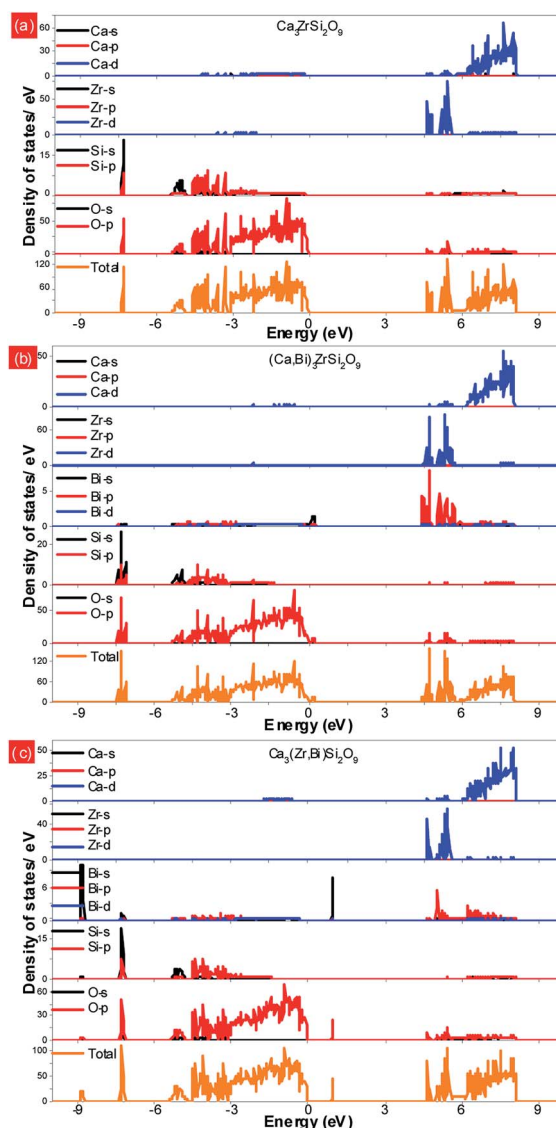 (a)
Ca3ZrSi2O9
60
30
0
Ca-s
Ca-p
Ca-d
60
30
0
Zr-s
Zr-p
Zr-d
15
0
Si-s
Si-p
50
0
O-s
O-p
120
60
0
Total
Density of states/ eV
-9 -6 -3 0 3 6 9
Energy (eV)
(b)
(Ca,Bi)3ZrSi2O9
50
0
Ca-s
Ca-p
Ca-d
60
0
Zr-s
Zr-p
Zr-d
5
0
Bi-s
Bi-p
Bi-d
20
0
Si-s
Si-p
50
0
O-s
O-p
120
60
0
Total
Density of states/ eV
-9 -6 -3 0 3 6 9
Energy (eV)
(c)
Ca3(Zr,Bi)Si2O9
50
25
0
Ca-s
Ca-p
Ca-d
40
0
Zr-s
Zr-p
Zr-d
6
0
Bi-s
Bi-p
Bi-d
15
0
Si-s
Si-p
60
30
0
O-s
O-p
100
50
0
Total
Density of states/ eV
-9 -6 -3 0 3 6 9
Energy (eV)